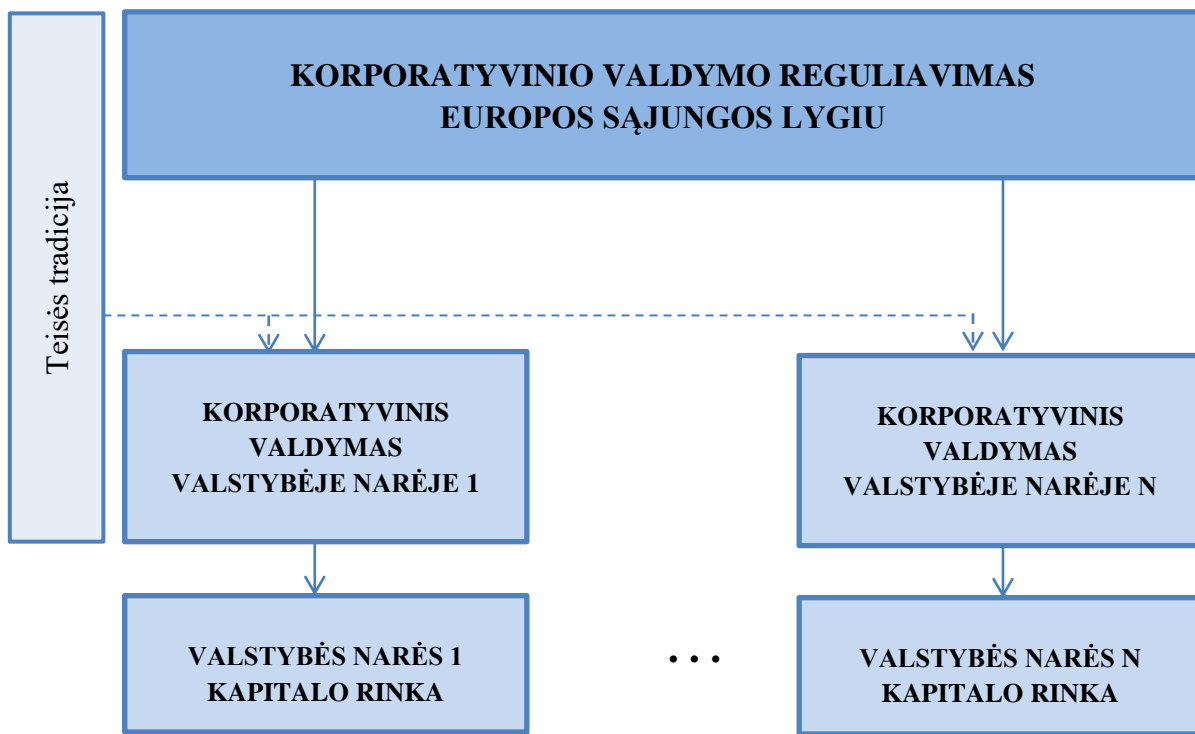 KORPORATYVINIO VALDYMO REGULIAVIMAS
EUROPOS SĄJUNGOS LYGIU
Teisės tradicija
KORPORATYVINIS
VALDYMAS
VALSTYBĖJE NARĖJE 1
KORPORATYVINIS
VALDYMAS
VALSTYBĖJE NARĖJE N
VALSTYBĖS NARĖS 1
KAPITALO RINKA
...
VALSTYBĖS NARĖS N
KAPITALO RINKA